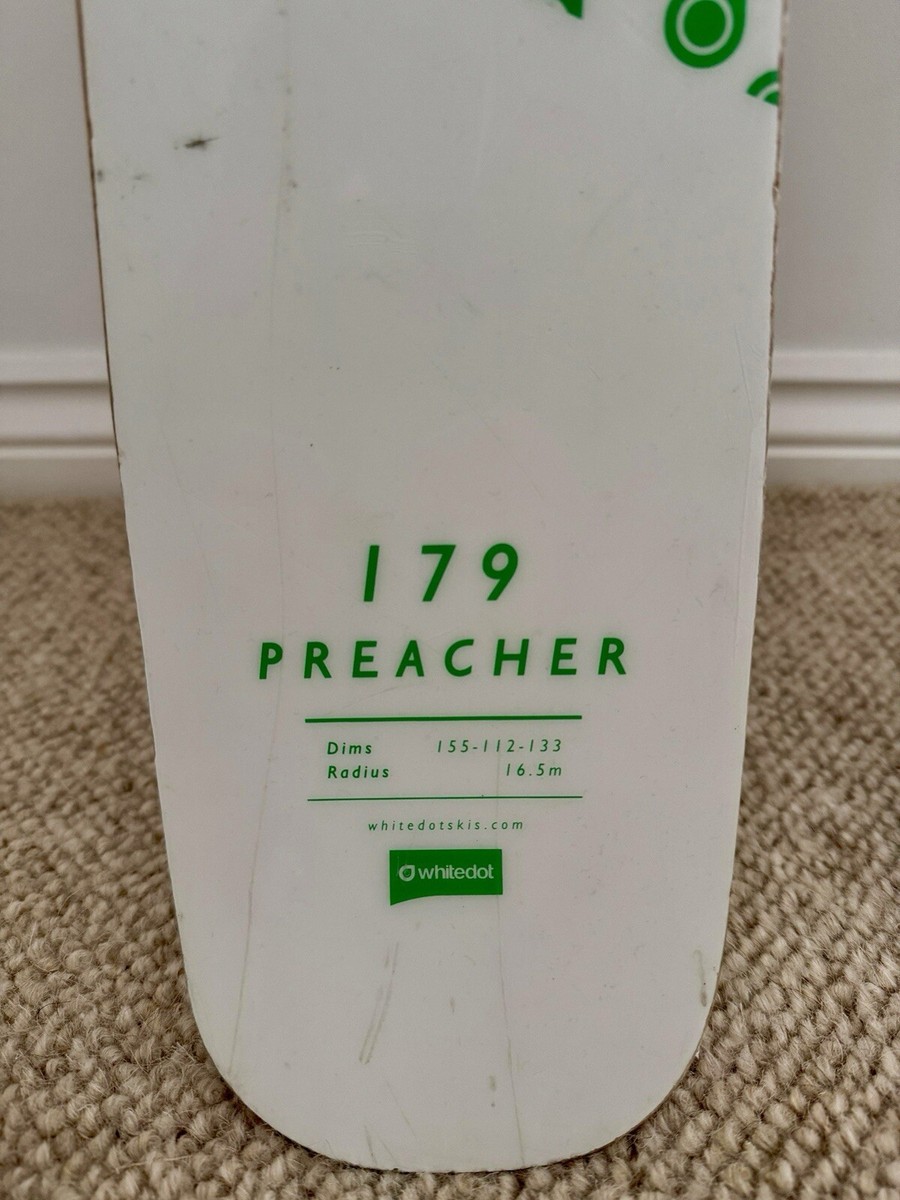 179
PREACHER
Dims 155-112-133
Radius 16.5m
whitedotskis.com
whitedot